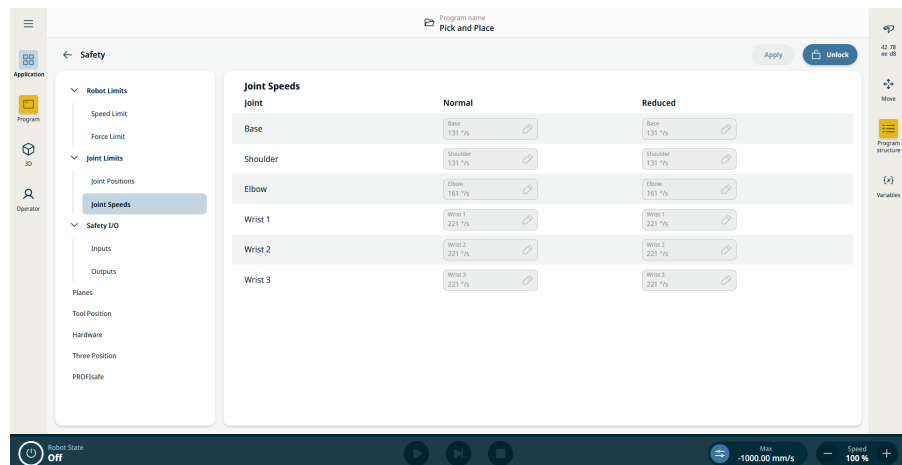 Program name
Pick and Place
Safety
Apply
Unlock
Application
Program
3D
Operator
Robot Limits
Speed Limit
Force Limit
Joint Limits
Joint Positions
Joint Speeds
Safety I/O
Inputs
Outputs
Planes
Tool Position
Hardware
Three Position
PROFIsafe
Joint Speeds
Joint Normal Reduced
Base Base 131 °/s Base 131 °/s
Shoulder Shoulder 131 °/s Shoulder 131 °/s
Elbow Elbow 161 °/s Elbow 161 °/s
Wrist 1 Wrist 1 221 °/s Wrist 1 221 °/s
Wrist 2 Wrist 2 221 °/s Wrist 2 221 °/s
Wrist 3 Wrist 3 221 °/s Wrist 3 221 °/s
42 78
ee d8
Move
Program
structure
{x}
Variables
Robot State
Off
Max
-1000.00 mm/s
Speed
100 %